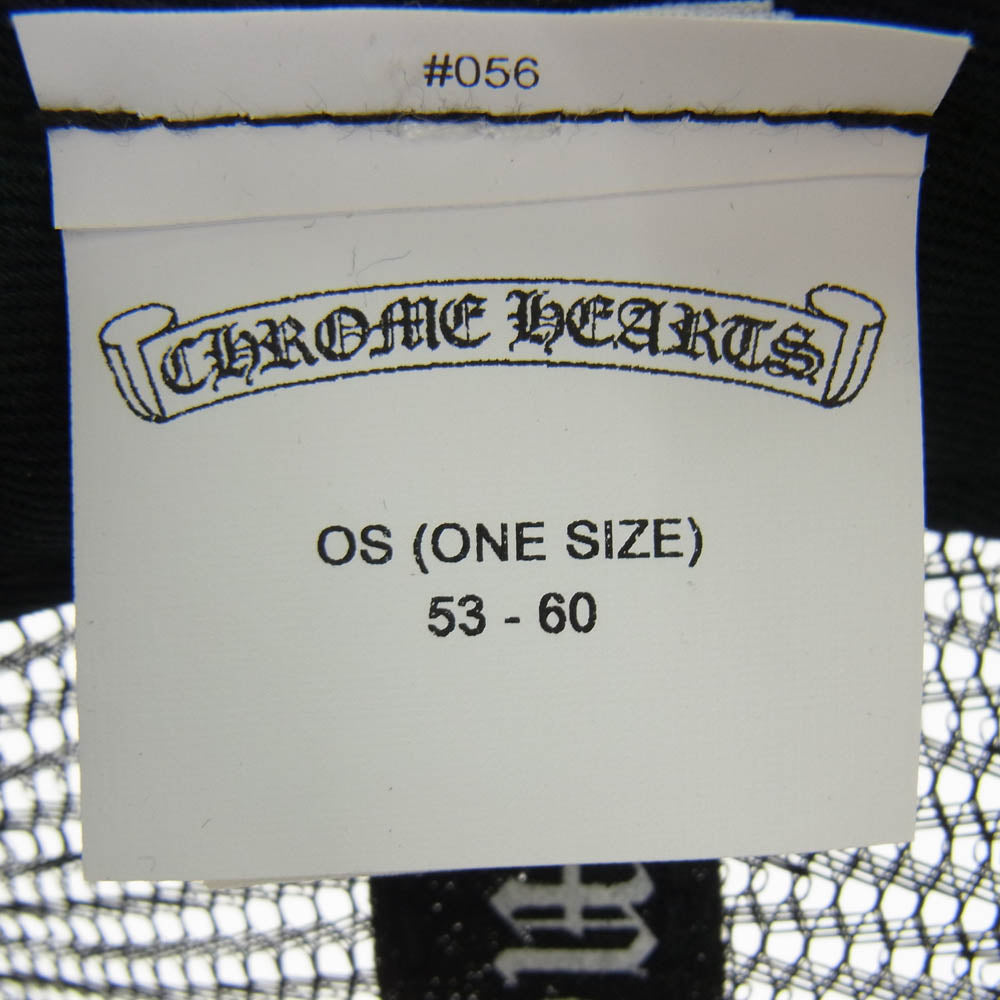 #056
CHROME HEARTS
OS (ONE SIZE)
53 - 60